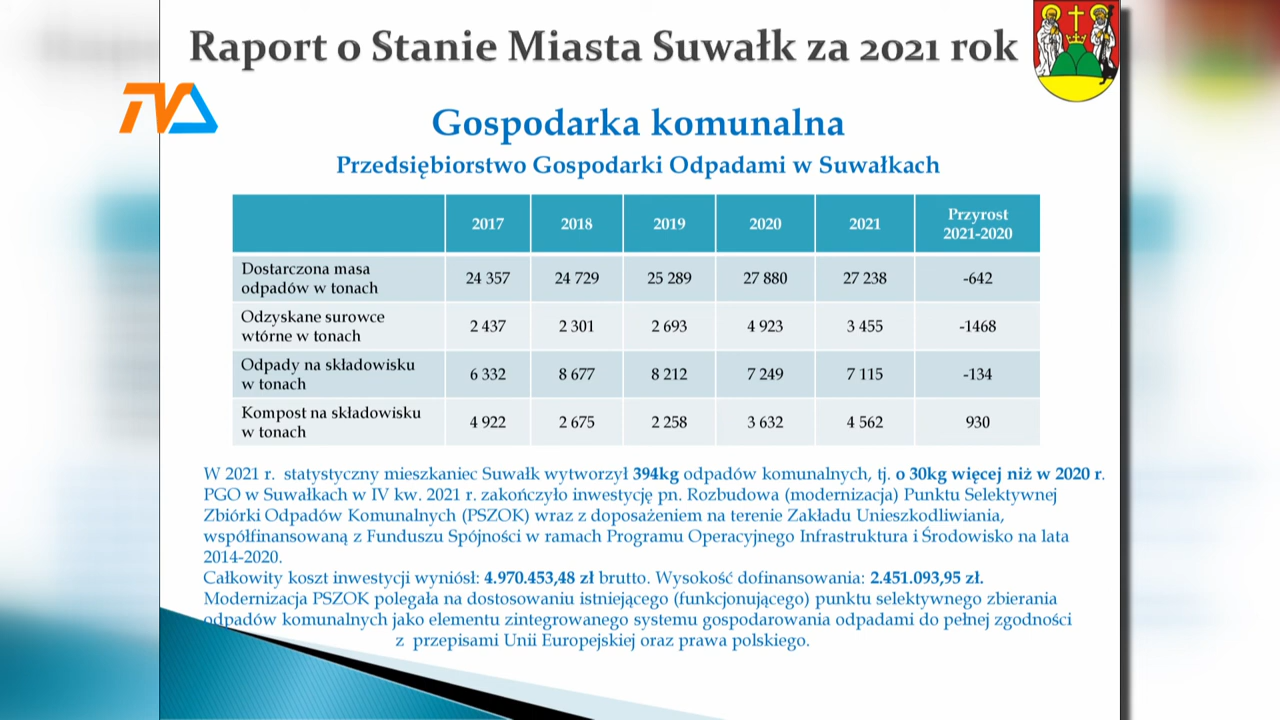 Raport o Stanie Miasta Suwałk za 2021 rok
TVA
Gospodarka komunalna
Przedsiębiorstwo Gospodarki Odpadami w Suwałkach
2017 2018 2019 2020 2021 Przyrost 2021-2020
Dostarczona masa odpadów w tonach 24 357 24 729 25 289 27 880 27 238 -642
Odzyskane surowce wtórne w tonach 2 437 2 301 2 693 4 923 3 455 -1468
Odpady na składowisku w tonach 6 332 8 677 8 212 7 249 7 115 -134
Kompost na składowisku w tonach 4 922 2 675 2 258 3 632 4 562 930
W 2021 r. statystyczny mieszkaniec Suwałk wytworzył 394kg odpadów komunalnych, tj. o 30kg więcej niż w 2020 r.
PGO w Suwałkach w IV kw. 2021 r. zakończyło inwestycję pn. Rozbudowa (modernizacja) Punktu Selektywnej
Zbiórki Odpadów Komunalnych (PSZOK) wraz z doposażeniem na terenie Zakładu Unieszkodliwiania,
współfinansowaną z Funduszu Spójności w ramach Programu Operacyjnego Infrastruktura i Środowisko na lata
2014-2020.
Całkowity koszt inwestycji wyniósł: 4.970.453,48 zł brutto. Wysokość dofinansowania: 2.451.093,95 zł.
Modernizacja PSZOK polegała na dostosowaniu istniejącego (funkcjonującego) punktu selektywnego zbierania
odpadów komunalnych jako elementu zintegrowanego systemu gospodarowania odpadami do pełnej zgodności
z przepisami Unii Europejskiej oraz prawa polskiego.